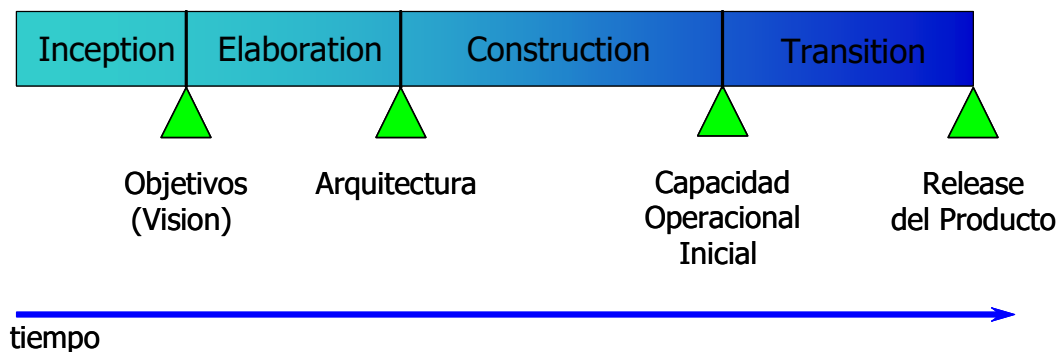 Inception Elaboration Construction Transition
Objetivos
(Vision)
Arquitectura
Capacidad
Operacional
Inicial
Release
del Producto
tiempo